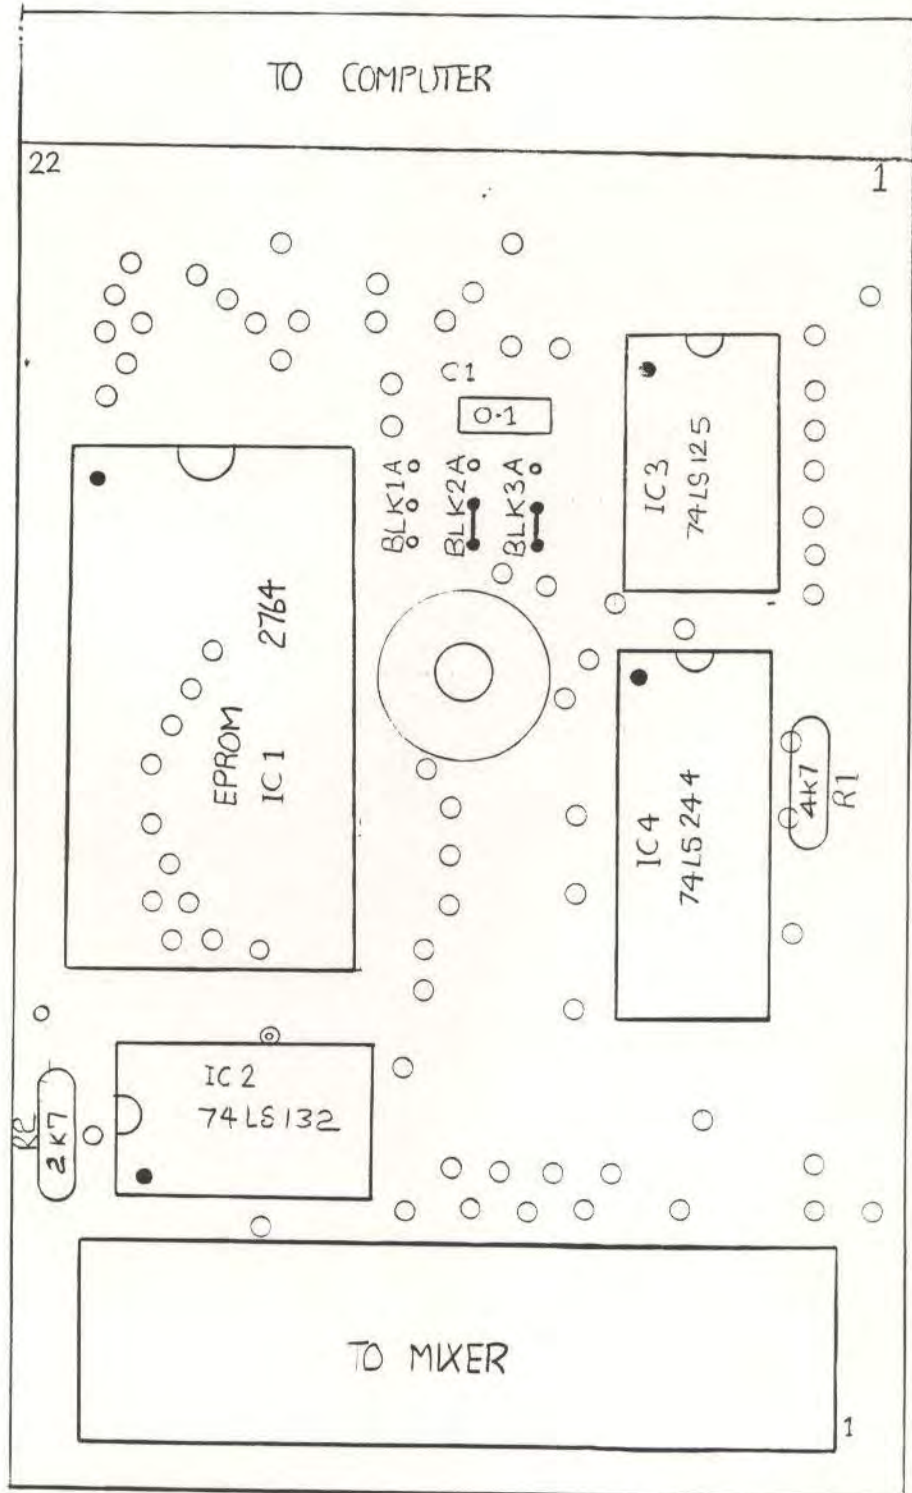 TO COMPUTER
22
1
C1
0.1
BLK1A
BLK2A
BLK3A
IC3
74LS125
EPROM 2764
IC1
IC4
74LS244
4K7
R1
IC2
74LS132
R2
2K7
TO MIXER
1